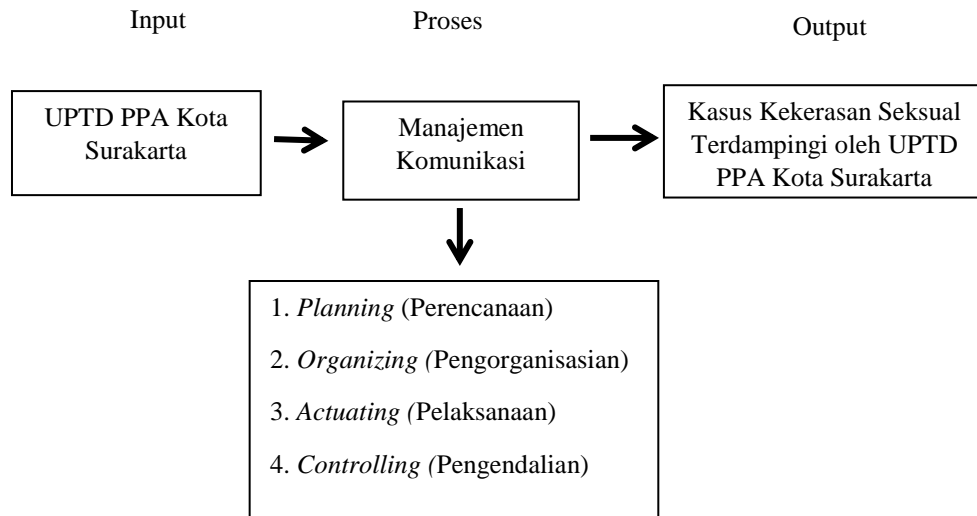 Input
Proses
Output
UPTD PPA Kota
Surakarta
Manajemen
Komunikasi
Kasus Kekerasan Seksual
Terdampingi oleh UPTD
PPA Kota Surakarta
1. Planning (Perencanaan)
2. Organizing (Pengorganisasian)
3. Actuating (Pelaksanaan)
4. Controlling (Pengendalian)